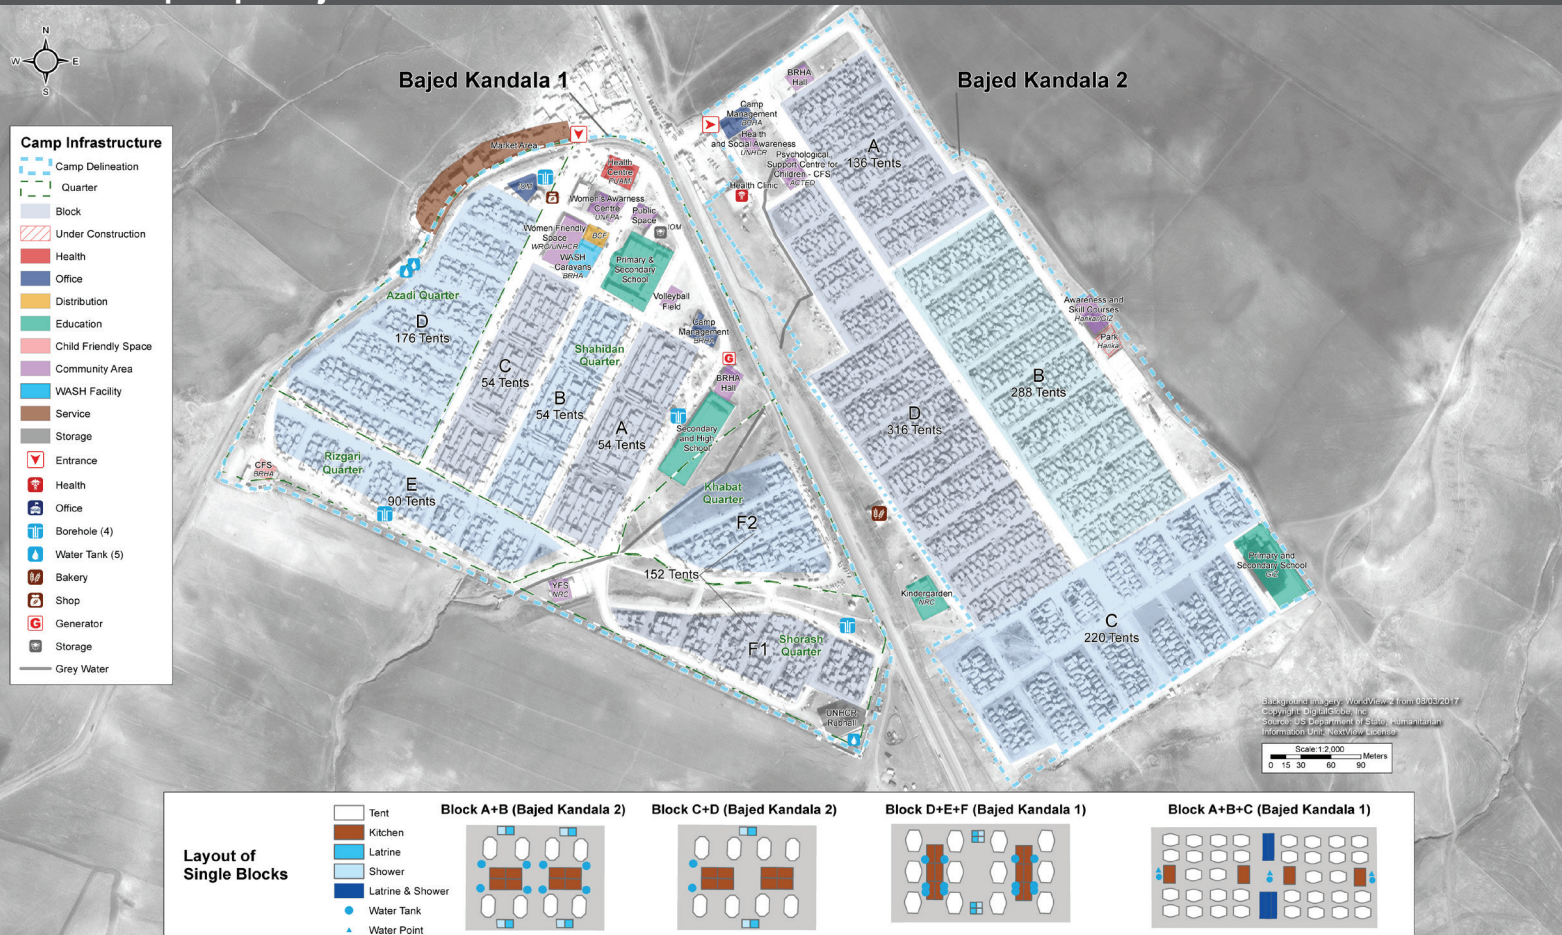 N
W
E
S
Bajed Kandala 1
Bajed Kandala 2
Camp Infrastructure
Camp Delineation
Quarter
Block
Under Construction
Health
Office
Distribution
Education
Child Friendly Space
Community Area
WASH Facility
Service
Storage
Entrance
Health
Office
Borehole (4)
Water Tank (5)
Bakery
Shop
G Generator
Storage
Grey Water
Market Area
IOM
Health
Centre
Women's Awarness
Centre
UNFPA
Public
Space
IOM
Women Friendly
Space
WRO/UNHCR
BCF
WASH
Caravans
BRHA
Primary &
Secondary
School
Volleyball
Field
Camp
Management
BRHA
G
BRHA
Hall
Secondary
and High
School
Azadi Quarter
D
176 Tents
C
54 Tents
Shahidan
Quarter
B
54 Tents
A
54 Tents
Rizgari
Quarter
E
90 Tents
CFS
BRHA
Khabat
Quarter
F2
152 Tents
YFS
NRC
F1
Shorash
Quarter
UNHCR
Rubhall
BRHA
Hall
Camp
Management
BRHA
Health
and Social Awareness
UNHCR
Psychological
Support Centre for
Children - CFS
ACTED
Health Clinic
A
136 Tents
Awareness and
Skill Courses
Harikar/GIZ
Park
Harikar
B
288 Tents
D
316 Tents
Kindergarden
NRC
C
220 Tents
Primary and
Secondary School
GIZ
Background Imagery: WorldView-2 from 08/03/2017
Copyright: DigitalGlobe, Inc.
Source: US Department of State, Humanitarian
Information Unit, NextView License
Scale:1:2,000
Meters
0 15 30 60 90
Layout of
Single Blocks
Tent
Kitchen
Latrine
Shower
Latrine & Shower
Water Tank
Water Point
Block A+B (Bajed Kandala 2)
Block C+D (Bajed Kandala 2)
Block D+E+F (Bajed Kandala 1)
Block A+B+C (Bajed Kandala 1)